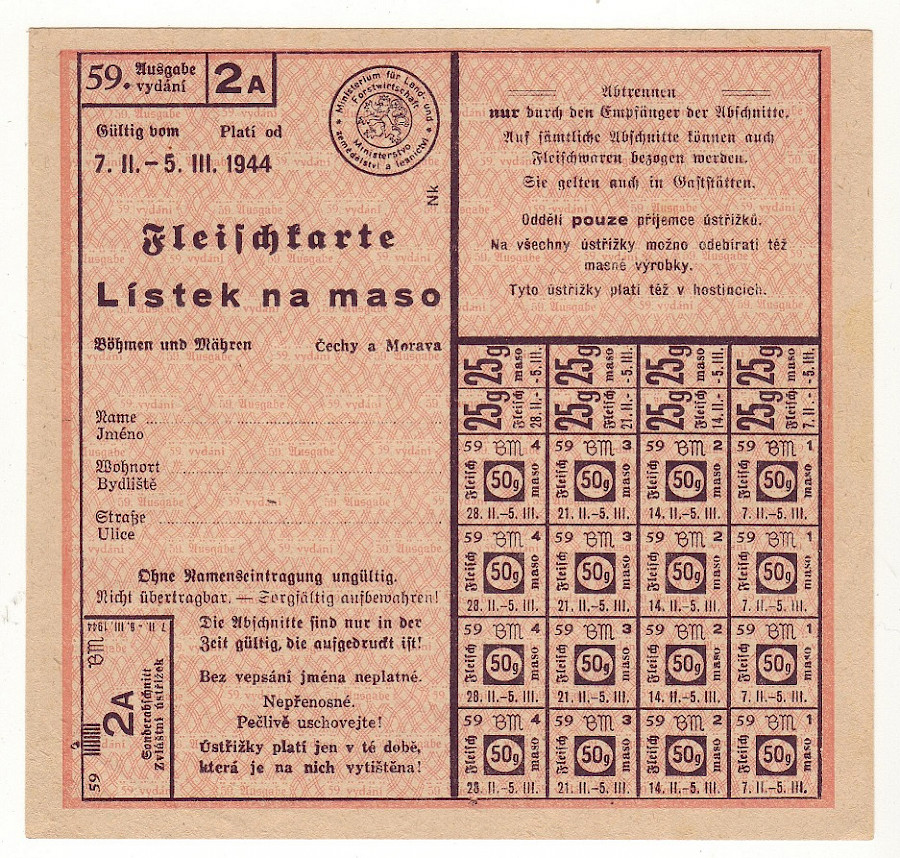 59. Ausgabe vydání 2A
Gültig vom Platí od
7. II. – 5. III. 1944
Ministerium für Land- und Forstwirtschaft
Ministerstvo zemědělství a lesnictví
Nk
Fleischkarte
Lístek na maso
Böhmen und Mähren Čechy a Morava
Name
Jméno
Wohnort
Bydliště
Straße
Ulice
Ohne Namenseintragung ungültig.
Nicht übertragbar. — Sorgfältig aufbewahren!
Die Abschnitte sind nur in der
Zeit gültig, die aufgedruckt ist!
Bez vepsání jména neplatné.
Nepřenosné.
Pečlivě uschovejte!
Ústřižky platí jen v té době,
která je na nich vytištěna!
59 2A BM
Sonderabschnitt
Zvláštní ústřižek
Abtrennen
nur durch den Empfänger der Abschnitte.
Auf sämtliche Abschnitte können auch
Fleischwaren bezogen werden.
Sie gelten auch in Gaststätten.
Oddělí pouze příjemce ústřižků.
Na všechny ústřižky možno odebírati též
masné výrobky.
Tyto ústřižky platí též v hostincích.
25g 25g Fleisch maso 28. II. -5. III.
25g 25g Fleisch maso 21. II. -5. III.
25g 25g Fleisch maso 14. II. -5. III.
25g 25g Fleisch maso 7. II. -5. III.
59 BM 4 59 BM 3 59 BM 2 59 BM 1
Fleisch 50g maso Fleisch 50g maso Fleisch 50g maso Fleisch 50g maso
28. II.–5. III. 21. II.–5. III. 14. II.–5. III. 7. II.–5. III.
59 BM 4 59 BM 3 59 BM 2 59 BM 1
Fleisch 50g maso Fleisch 50g maso Fleisch 50g maso Fleisch 50g maso
28. II.–5. III. 21. II.–5. III. 14. II.–5. III. 7. II.–5. III.
59 BM 4 59 BM 3 59 BM 2 59 BM 1
Fleisch 50g maso Fleisch 50g maso Fleisch 50g maso Fleisch 50g maso
28. II.–5. III. 21. II.–5. III. 14. II.–5. III. 7. II.–5. III.
59 BM 4 59 BM 3 59 BM 2 59 BM 1
Fleisch 50g maso Fleisch 50g maso Fleisch 50g maso Fleisch 50g maso
28. II.–5. III. 21. II.–5. III. 14. II.–5. III. 7. II.–5. III.